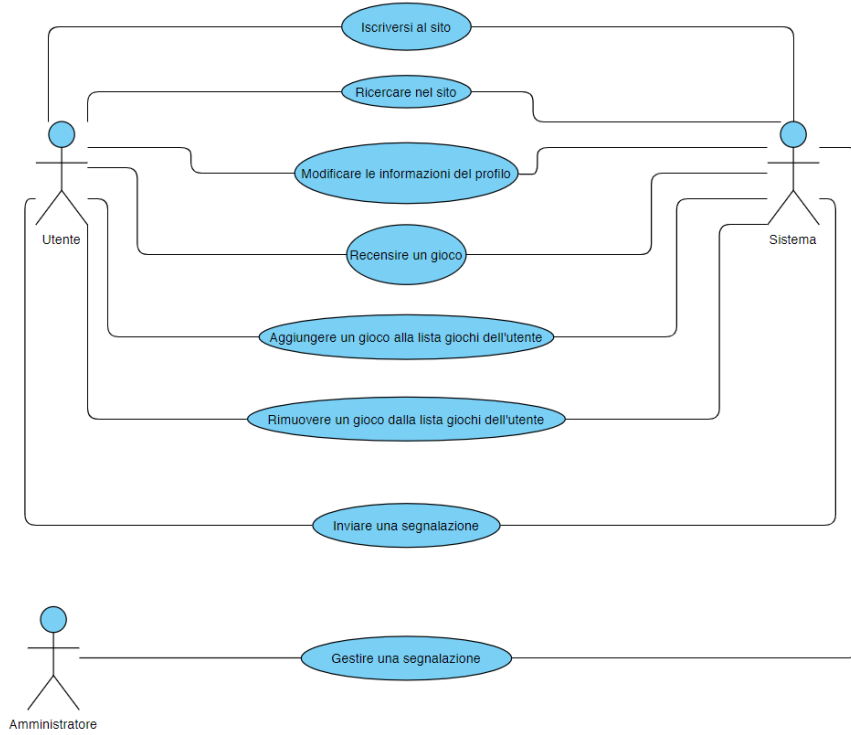 Iscriversi al sito
Ricercare nel sito
Modificare le informazioni del profilo
Utente
Sistema
Recensire un gioco
Aggiungere un gioco alla lista giochi dell'utente
Rimuovere un gioco dalla lista giochi dell'utente
Inviare una segnalazione
Gestire una segnalazione
Amministratore